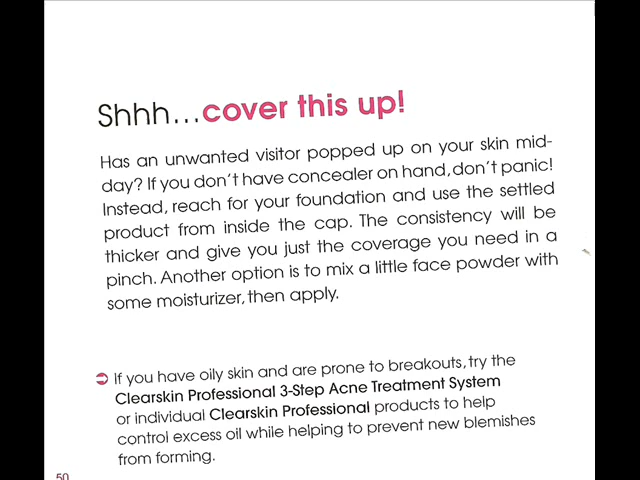 Shhh...cover this up!
Has an unwanted visitor popped up on your skin mid-
day? If you don't have concealer on hand, don't panic!
Instead, reach for your foundation and use the settled
product from inside the cap. The consistency will be
thicker and give you just the coverage you need in a
pinch. Another option is to mix a little face powder with
some moisturizer, then apply.
If you have oily skin and are prone to breakouts, try the
Clearskin Professional 3-Step Acne Treatment System
or individual Clearskin Professional products to help
control excess oil while helping to prevent new blemishes
from forming.
50